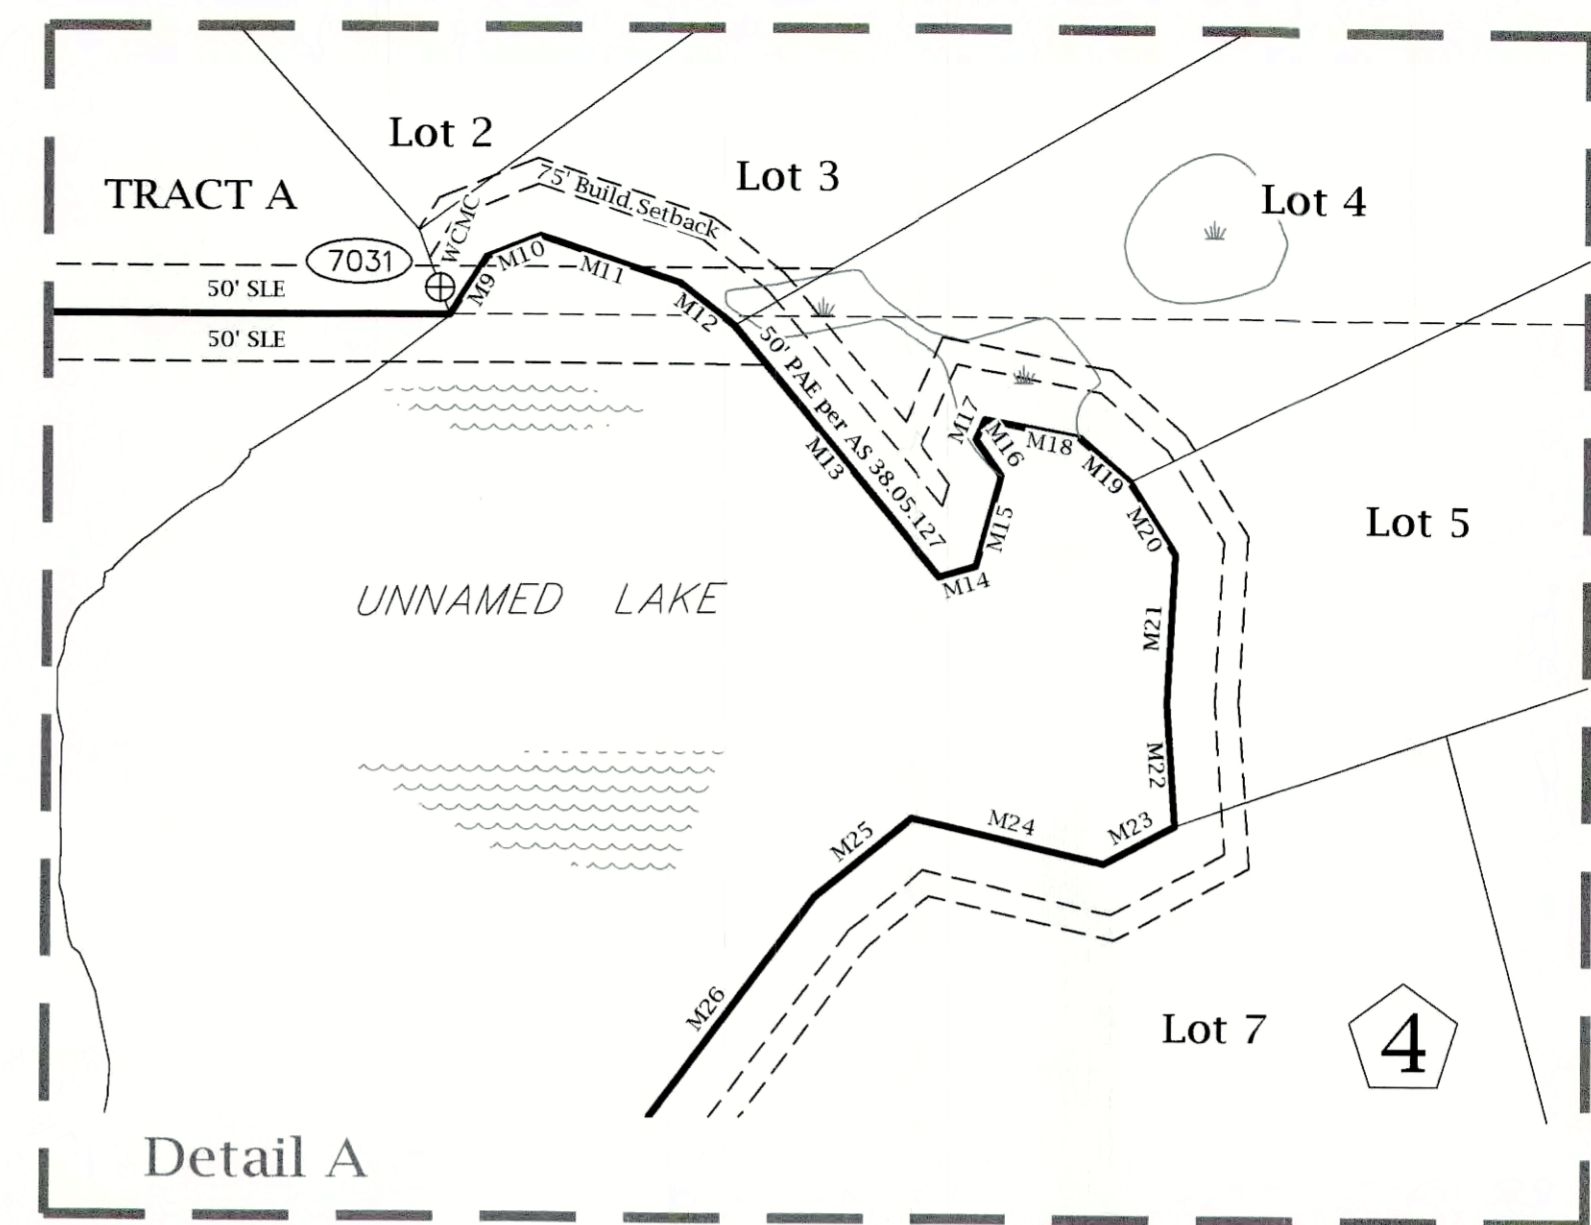 Lot 2
Lot 3
Lot 4
TRACT A
75' Build. Setback
WCMC
7031
50' SLE
50' SLE
M9
M10
M11
M12
50' PAE per AS 38.05.127
M13
M14
M15
M16
M17
M18
M19
M20
Lot 5
UNNAMED LAKE
M21
M22
M23
M24
M25
M26
Lot 7
4
Detail A